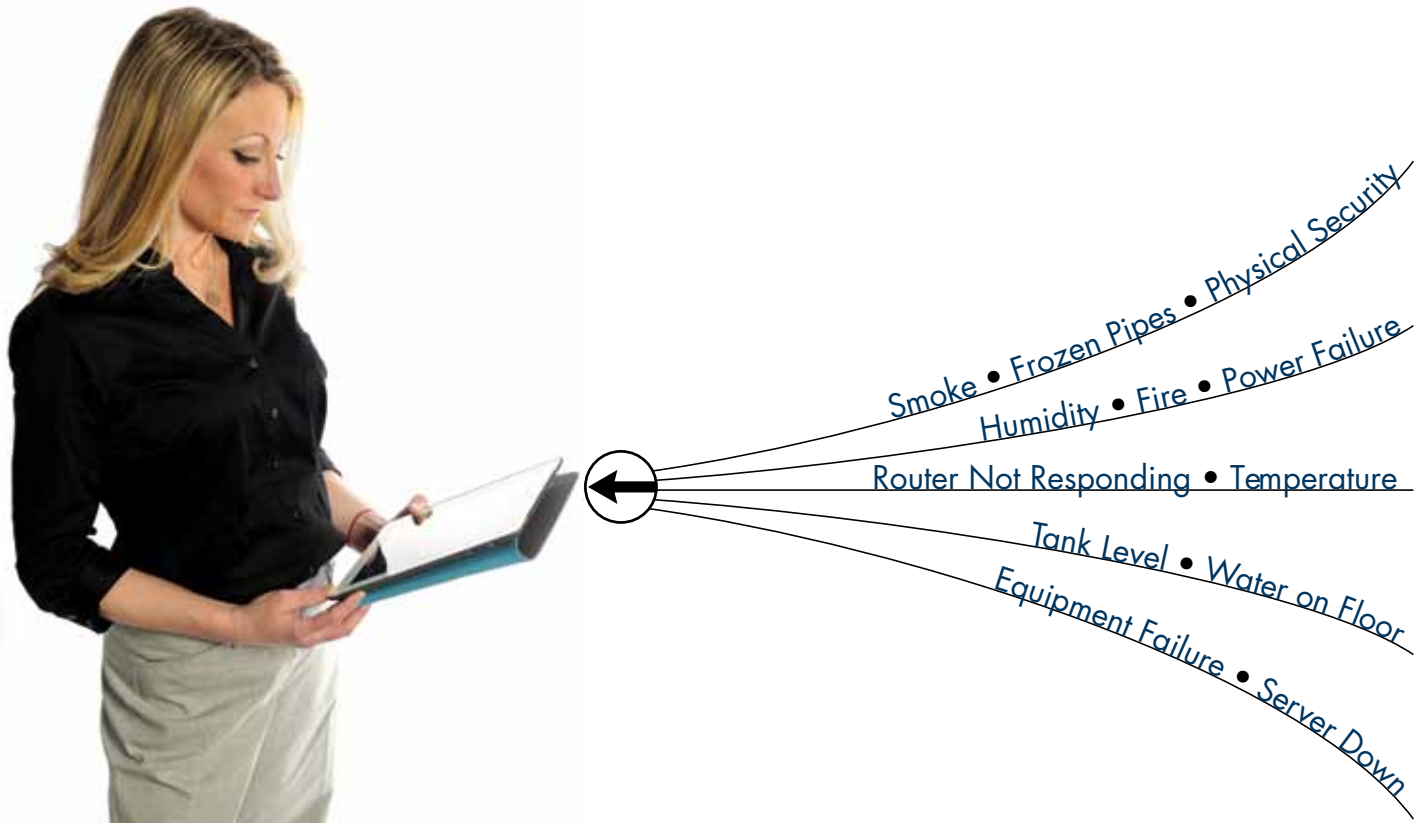 Smoke • Frozen Pipes • Physical Security
Humidity • Fire • Power Failure
Router Not Responding • Temperature
Tank Level • Water on Floor
Equipment Failure • Server Down